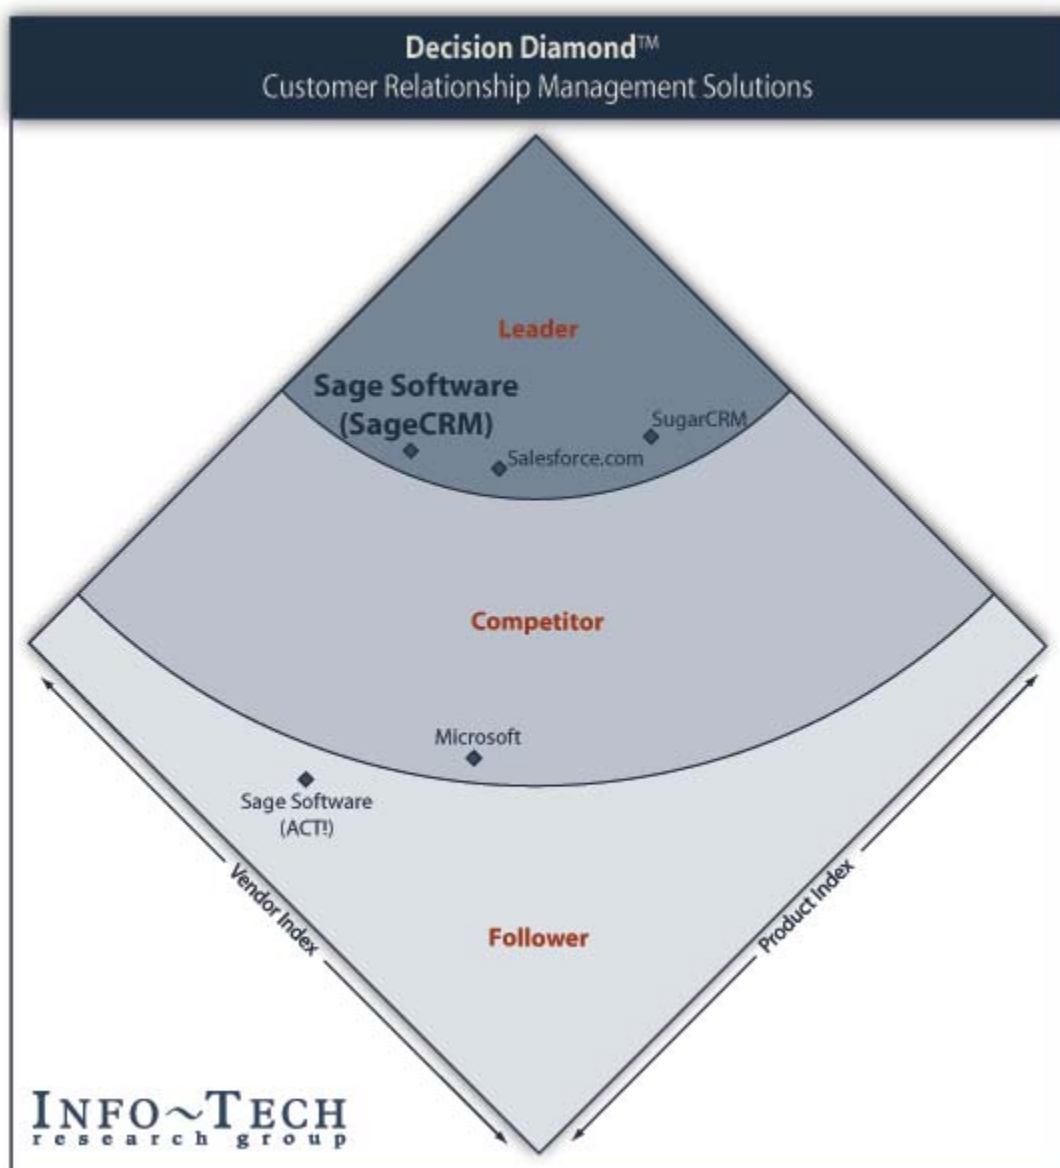 Decision Diamond™
Customer Relationship Management Solutions
Leader
Sage Software
(SageCRM)
SugarCRM
Salesforce.com
Competitor
Microsoft
Sage Software
(ACT!)
Vendor Index
Product Index
Follower
INFO~TECH
research group